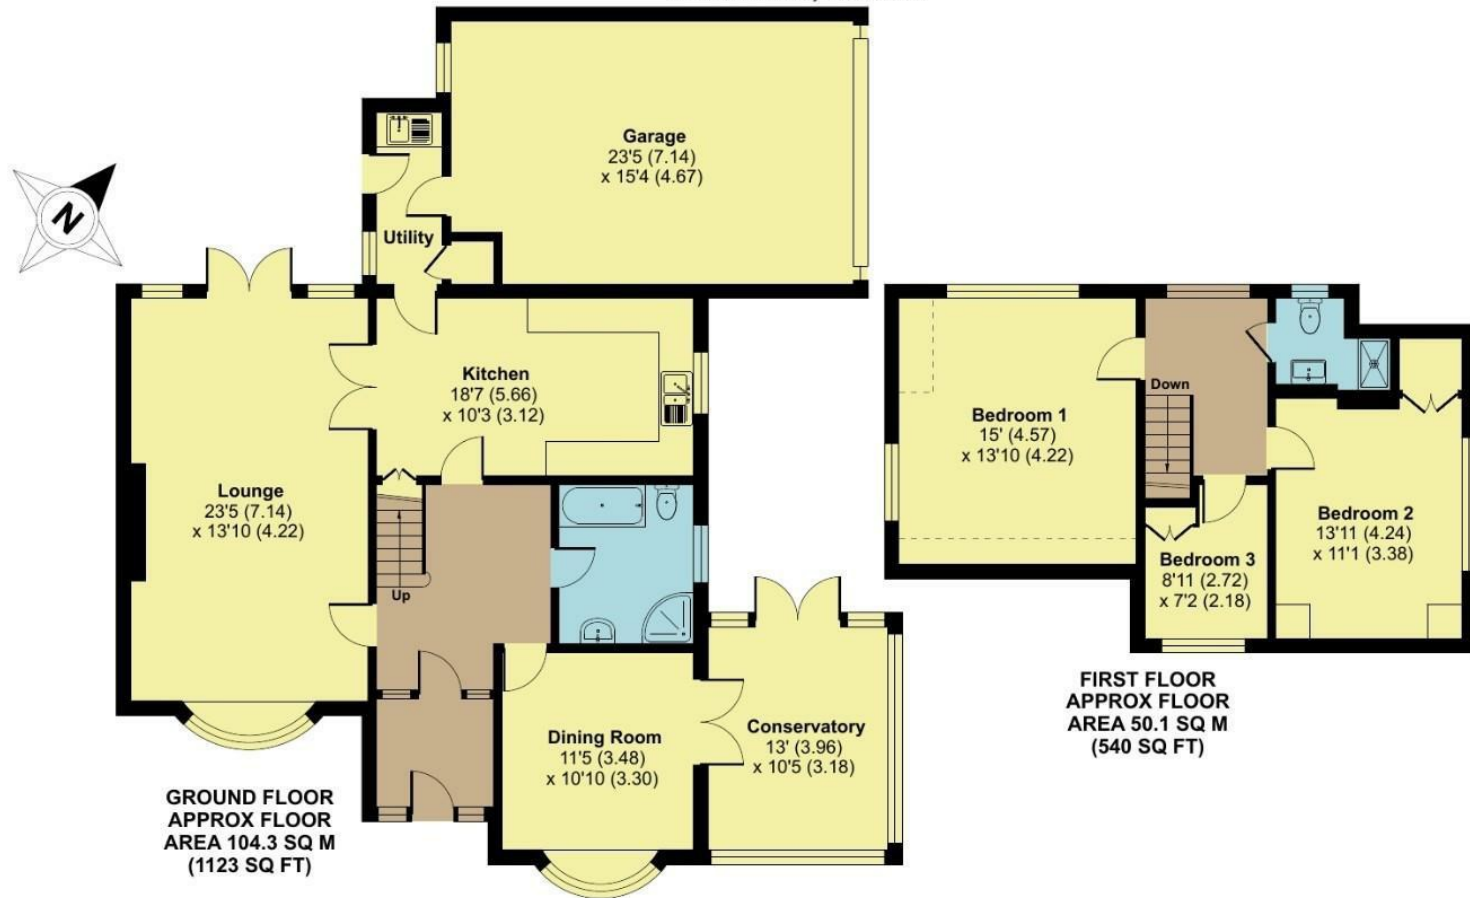 Garage
23'5 (7.14)
x 15'4 (4.67)
N
Utility
Kitchen
18'7 (5.66)
x 10'3 (3.12)
Lounge
23'5 (7.14)
x 13'10 (4.22)
Up
Dining Room
11'5 (3.48)
x 10'10 (3.30)
Conservatory
13' (3.96)
x 10'5 (3.18)
GROUND FLOOR
APPROX FLOOR
AREA 104.3 SQ M
(1123 SQ FT)
Bedroom 1
15' (4.57)
x 13'10 (4.22)
Down
Bedroom 2
13'11 (4.24)
x 11'1 (3.38)
Bedroom 3
8'11 (2.72)
x 7'2 (2.18)
FIRST FLOOR
APPROX FLOOR
AREA 50.1 SQ M
(540 SQ FT)